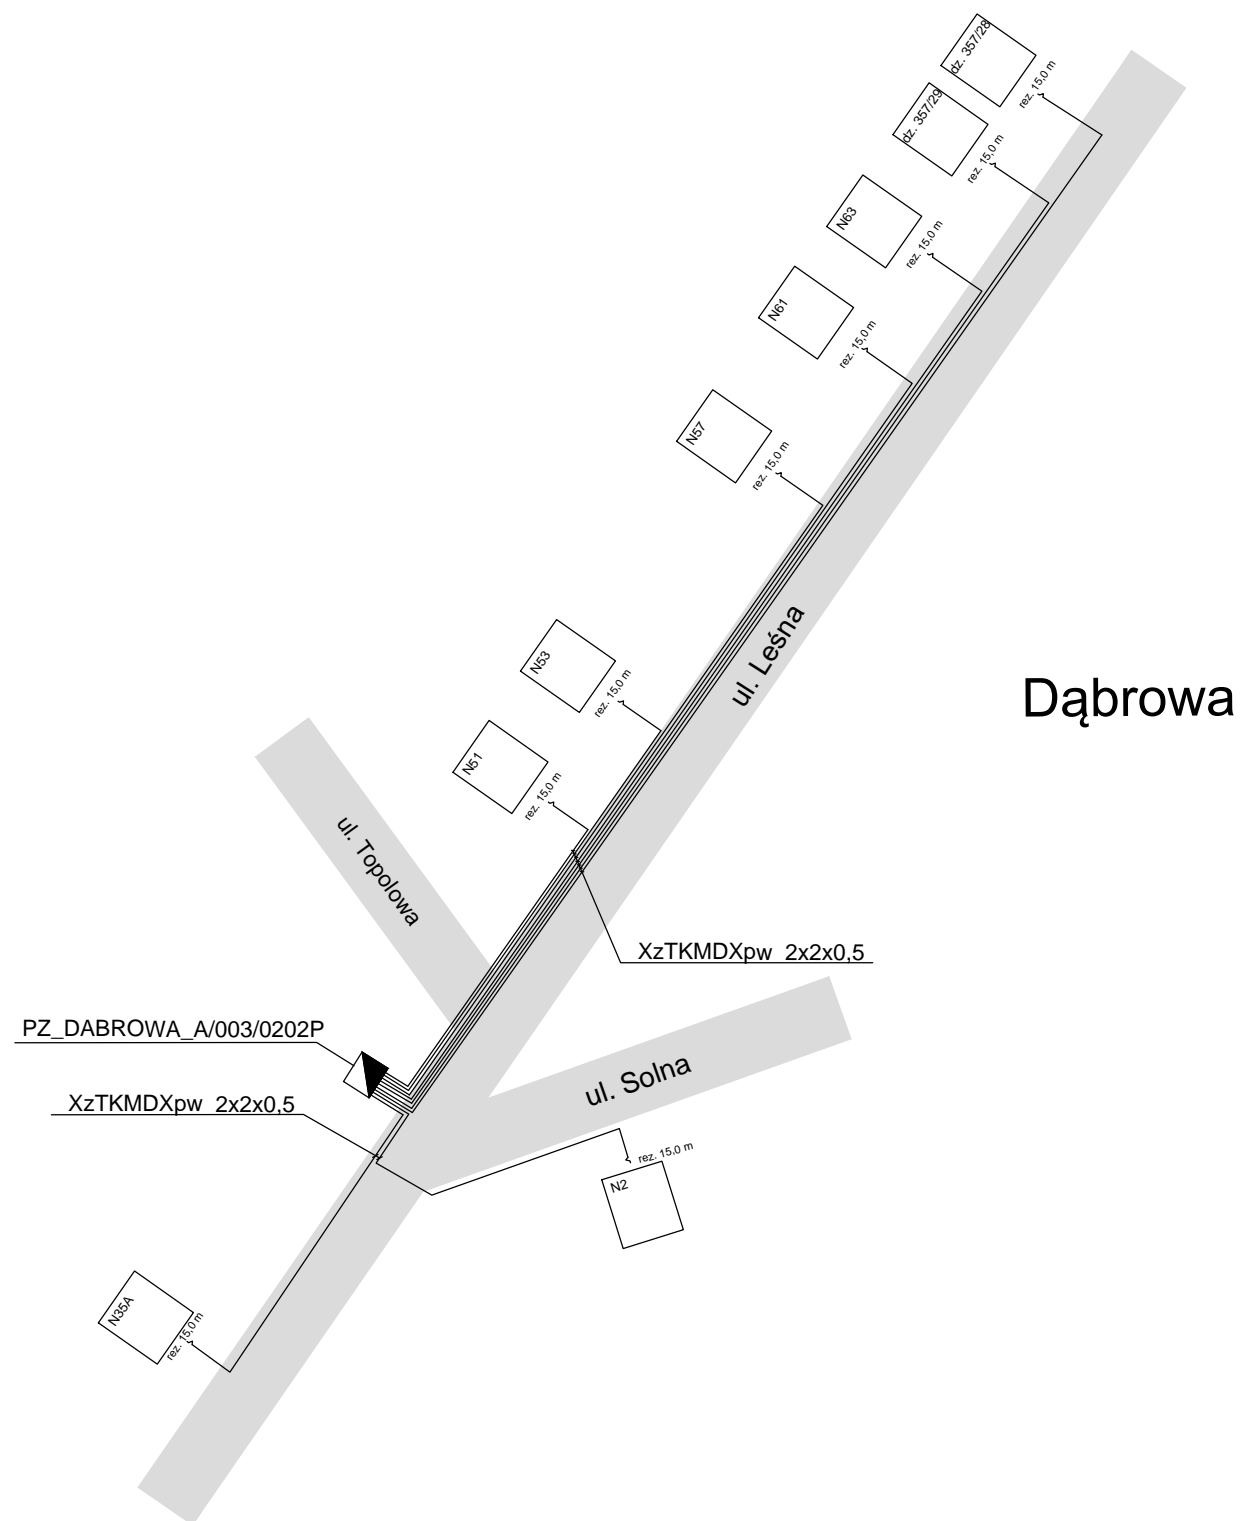 dz. 357/28
rez. 15,0 m
dz. 357/29
rez. 15,0 m
N63
rez. 15,0 m
N61
rez. 15,0 m
N57
rez. 15,0 m
N53
rez. 15,0 m
ul. Leśna
Dąbrowa
N51
rez. 15,0 m
ul. Topolowa
XzTKMDXpw 2x2x0,5
PZ_DABROWA_A/003/0202P
ul. Solna
XzTKMDXpw 2x2x0,5
rez. 15,0 m
N2
N35A
rez. 15,0 m